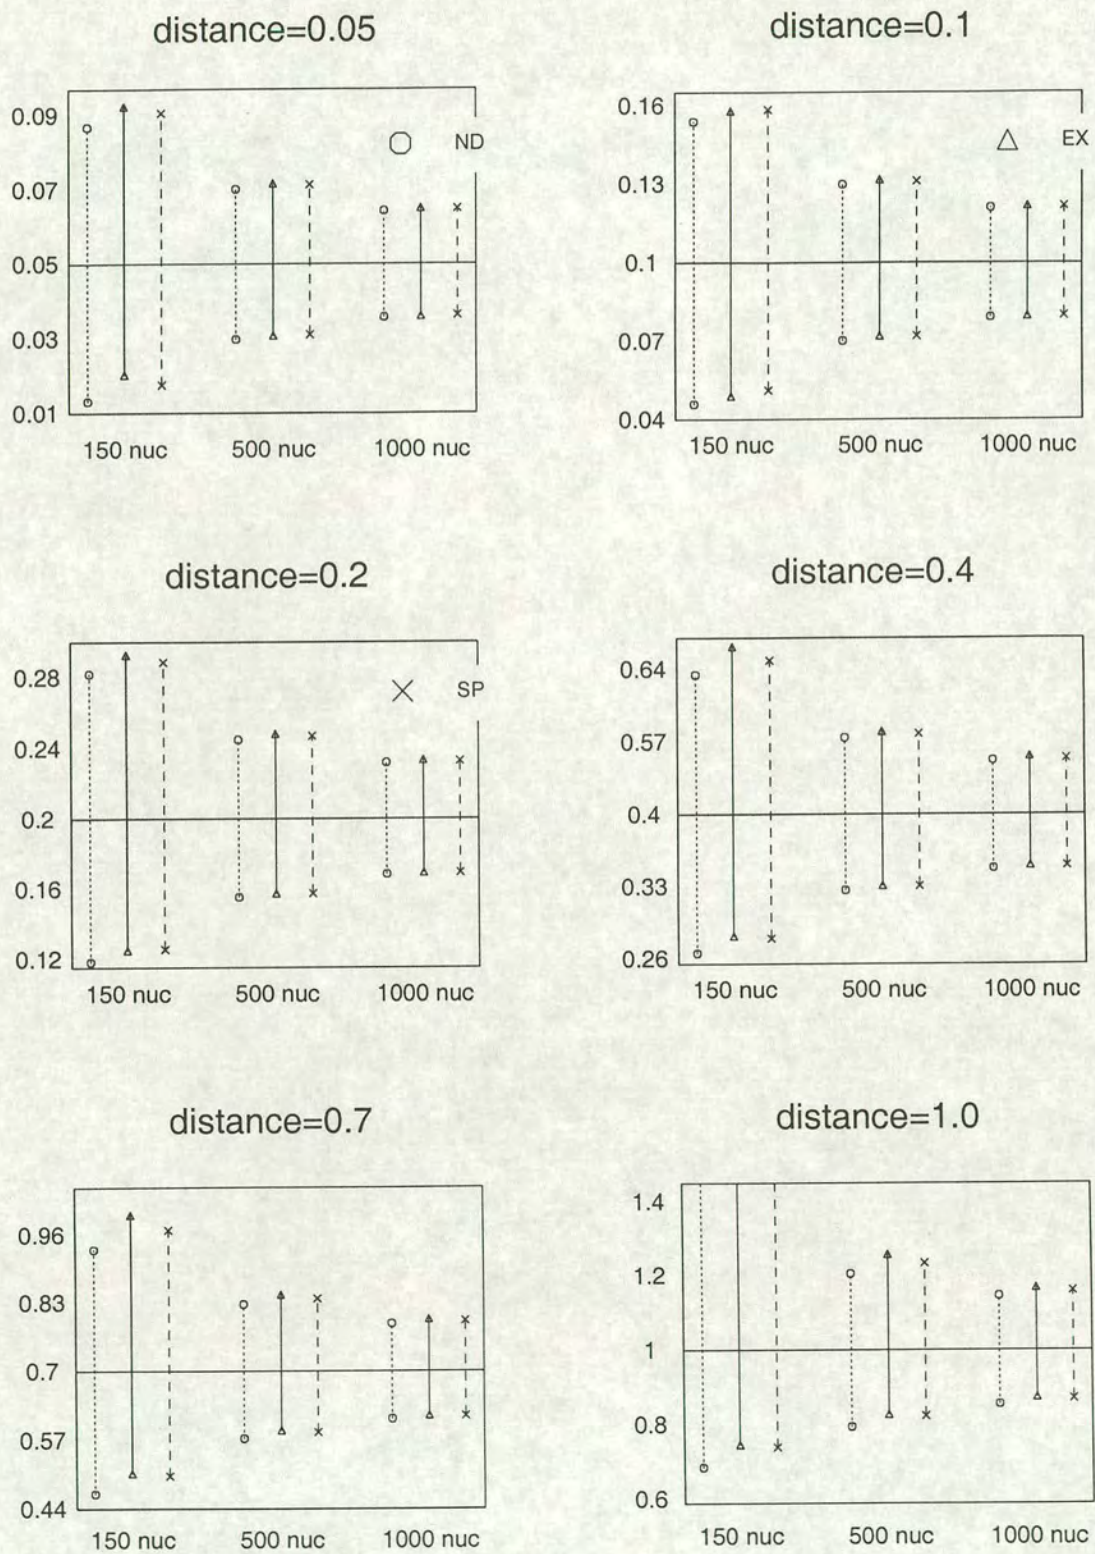 distance=0.05
0.09
0.07
0.05
0.03
0.01
ND
150 nuc 500 nuc 1000 nuc
distance=0.1
0.16
0.13
0.1
0.07
0.04
EX
150 nuc 500 nuc 1000 nuc
distance=0.2
0.28
0.24
0.2
0.16
0.12
SP
150 nuc 500 nuc 1000 nuc
distance=0.4
0.64
0.57
0.4
0.33
0.26
150 nuc 500 nuc 1000 nuc
distance=0.7
0.96
0.83
0.7
0.57
0.44
150 nuc 500 nuc 1000 nuc
distance=1.0
1.4
1.2
1
0.8
0.6
150 nuc 500 nuc 1000 nuc